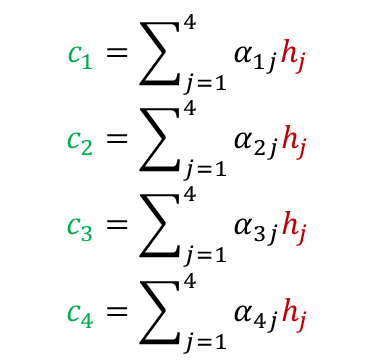 c₁ = ∑⁴ⱼ₌₁ α₁ⱼhⱼ
c₂ = ∑⁴ⱼ₌₁ α₂ⱼhⱼ
c₃ = ∑⁴ⱼ₌₁ α₃ⱼhⱼ
c₄ = ∑⁴ⱼ₌₁ α₄ⱼhⱼ